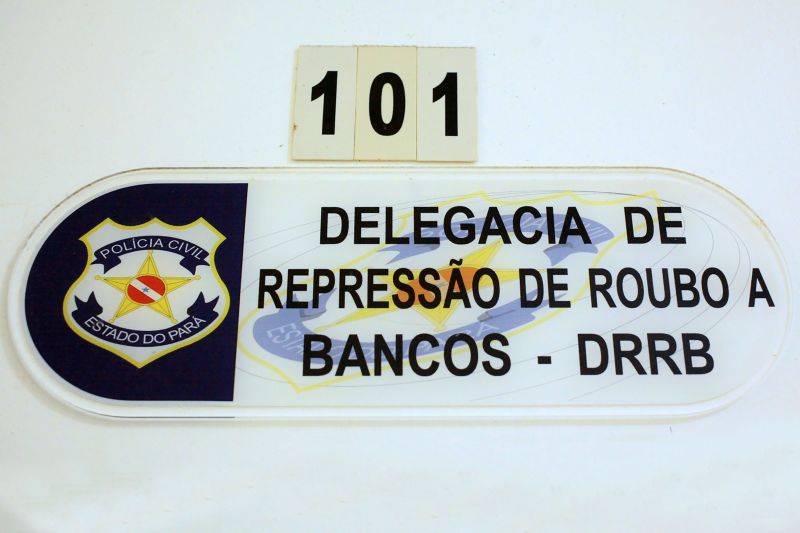 101
POLÍCIA CIVIL
ESTADO DO PARÁ
DELEGACIA DE
REPRESSÃO DE ROUBO A
BANCOS - DRRB